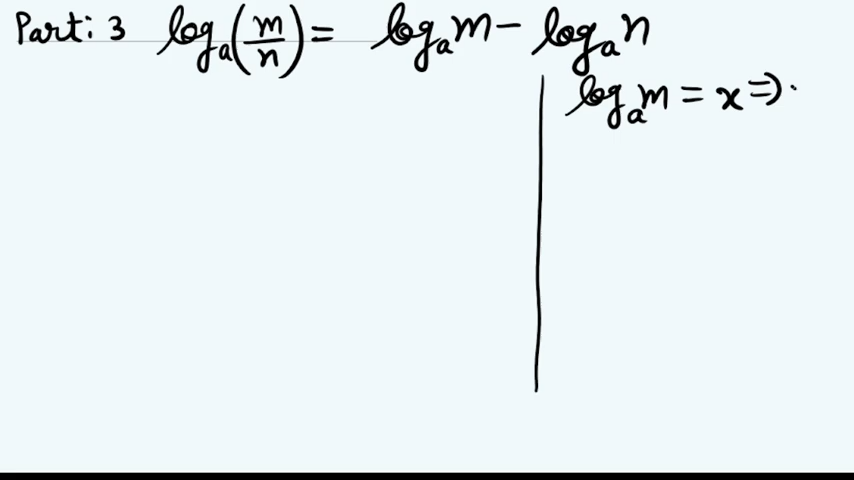 Part: 3 logₐ(m/n) = logₐm − logₐn
logₐm = x ⇒